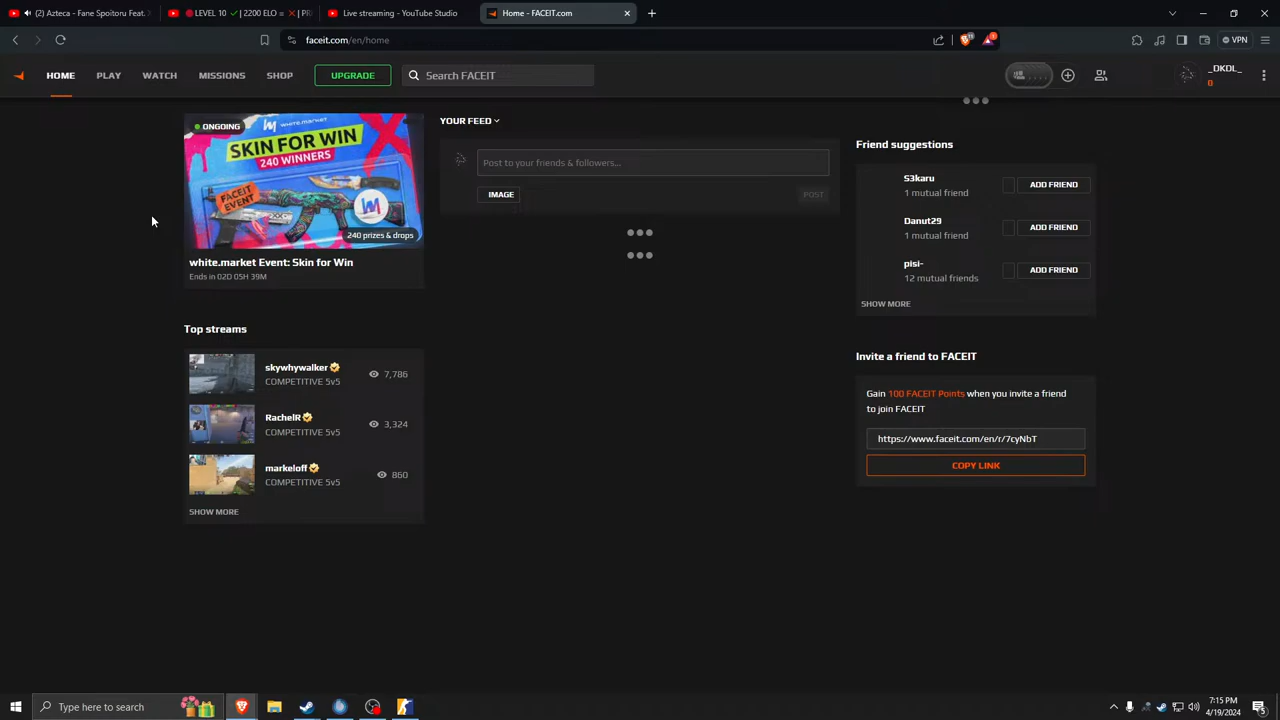 (2) Azteca - Fane Spoitoru Feat.
LEVEL 10 ✓ | 2200 ELO = ✕ | PR
Live streaming - YouTube Studio
Home - FACEIT.com
faceit.com/en/home
VPN
HOME
PLAY
WATCH
MISSIONS
SHOP
UPGRADE
Search FACEIT
_DKDL_
0
ONGOING
WHITE.MARKET
SKIN FOR WIN
240 WINNERS
FACEIT
EVENT
240 prizes & drops
white.market Event: Skin for Win
Ends in 02D 05H 39M
Top streams
skywhywalker
COMPETITIVE 5v5
7,786
RachelR
COMPETITIVE 5v5
3,324
markeloff
COMPETITIVE 5v5
860
SHOW MORE
YOUR FEED
Post to your friends & followers...
IMAGE
POST
Friend suggestions
S3karu
1 mutual friend
ADD FRIEND
Danut29
1 mutual friend
ADD FRIEND
pisi-
12 mutual friends
ADD FRIEND
SHOW MORE
Invite a friend to FACEIT
Gain 100 FACEIT Points when you invite a friend
to join FACEIT
https://www.faceit.com/en/r/7cyNbT
COPY LINK
Type here to search
7:15 PM
4/19/2024